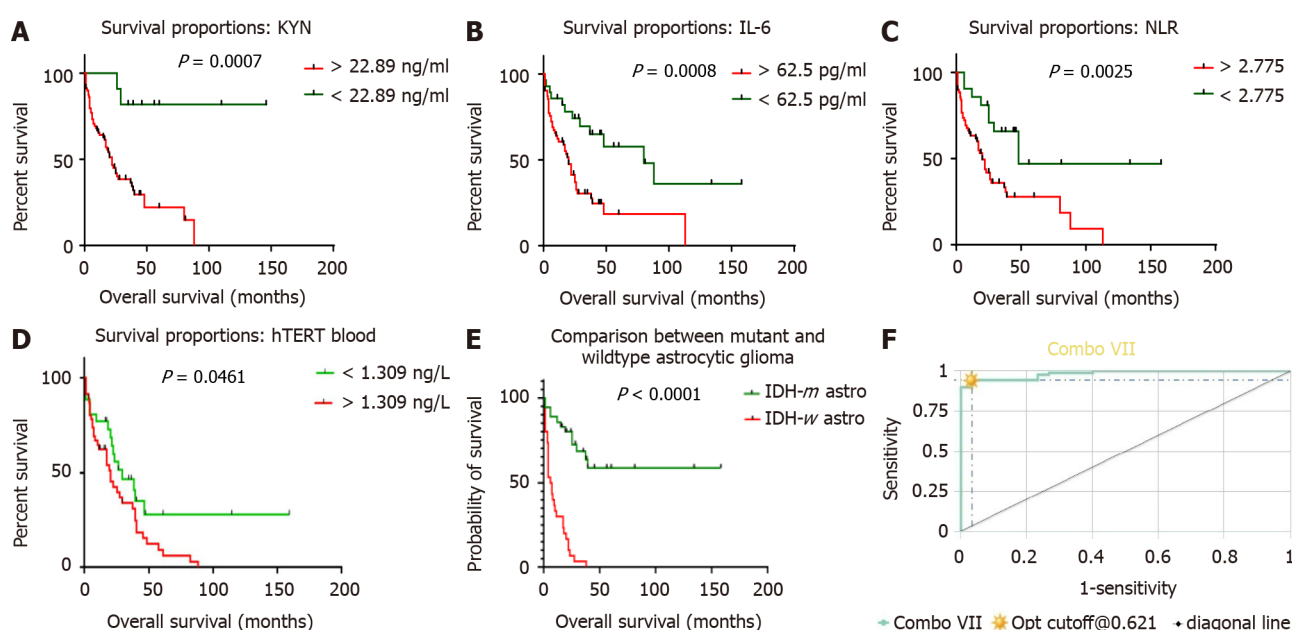 A
Survival proportions: KYN
P = 0.0007
> 22.89 ng/ml
< 22.89 ng/ml
Percent survival
100
50
0
0 50 100 150 200
Overall survival (months)
B
Survival proportions: IL-6
P = 0.0008
> 62.5 pg/ml
< 62.5 pg/ml
Percent survival
100
50
0
0 50 100 150 200
Overall survival (months)
C
Survival proportions: NLR
P = 0.0025
> 2.775
< 2.775
Percent survival
100
50
0
0 50 100 150 200
Overall survival (months)
D
Survival proportions: hTERT blood
P = 0.0461
< 1.309 ng/L
> 1.309 ng/L
Percent survival
100
50
0
0 50 100 150 200
Overall survival (months)
E
Comparison between mutant and
wildtype astrocytic glioma
P < 0.0001
IDH-m astro
IDH-w astro
Probability of survival
100
50
0
0 50 100 150 200
Overall survival (months)
F
Combo VII
Sensitivity
1
0.75
0.5
0.25
0
0 0.2 0.4 0.6 0.8 1
1-sensitivity
Combo VII Opt cutoff@0.621 diagonal line